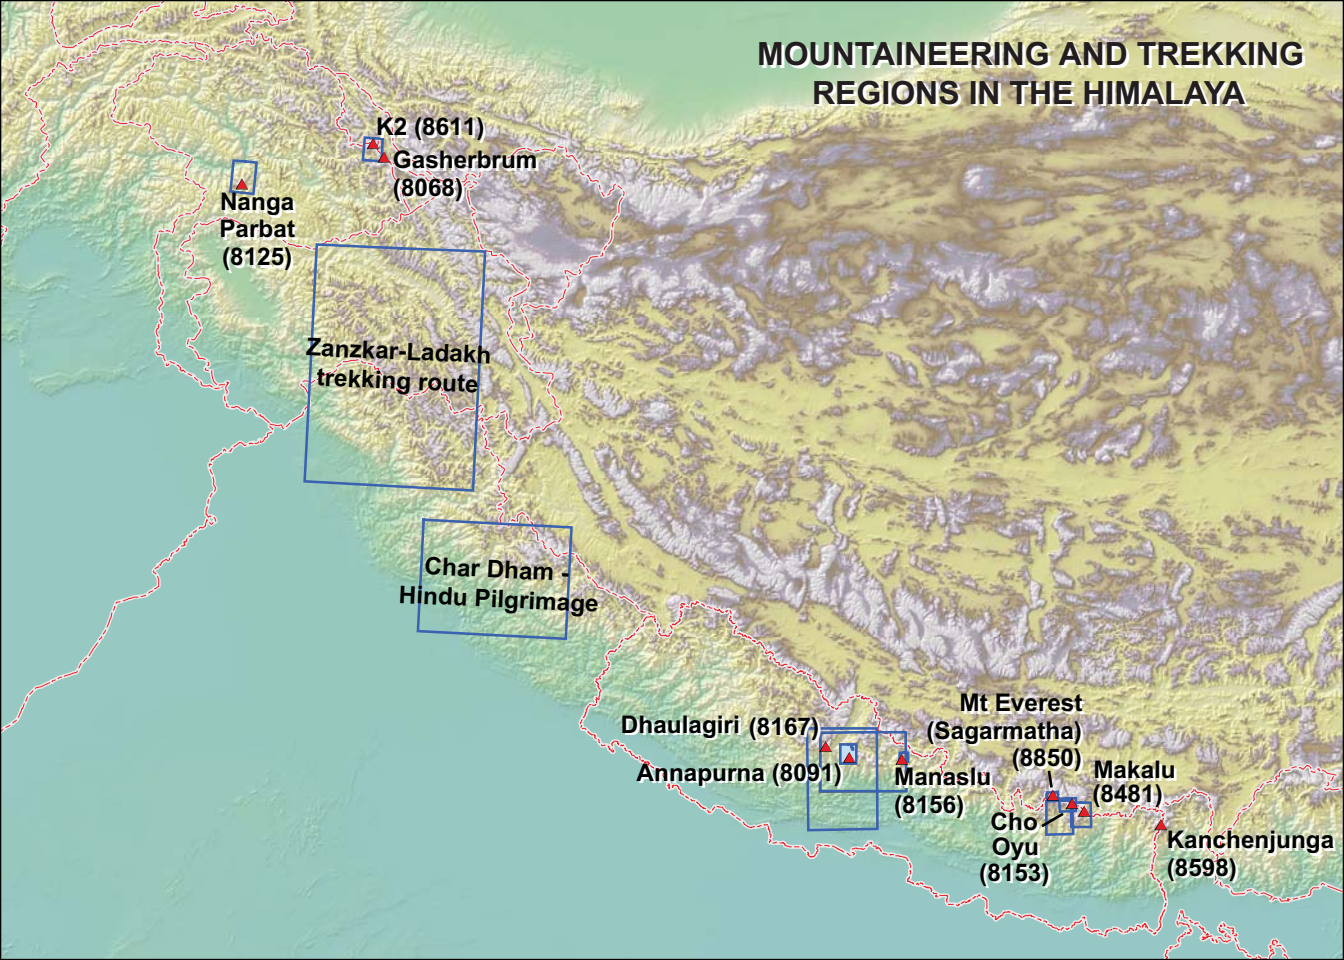 MOUNTAINEERING AND TREKKING
REGIONS IN THE HIMALAYA
K2 (8611)
Gasherbrum
(8068)
Nanga
Parbat
(8125)
Zanzkar-Ladakh
trekking route
Char Dham -
Hindu Pilgrimage
Dhaulagiri (8167)
Annapurna (8091)
Manaslu
(8156)
Mt Everest
(Sagarmatha)
(8850)
Makalu
(8481)
Cho
Oyu
(8153)
Kanchenjunga
(8598)